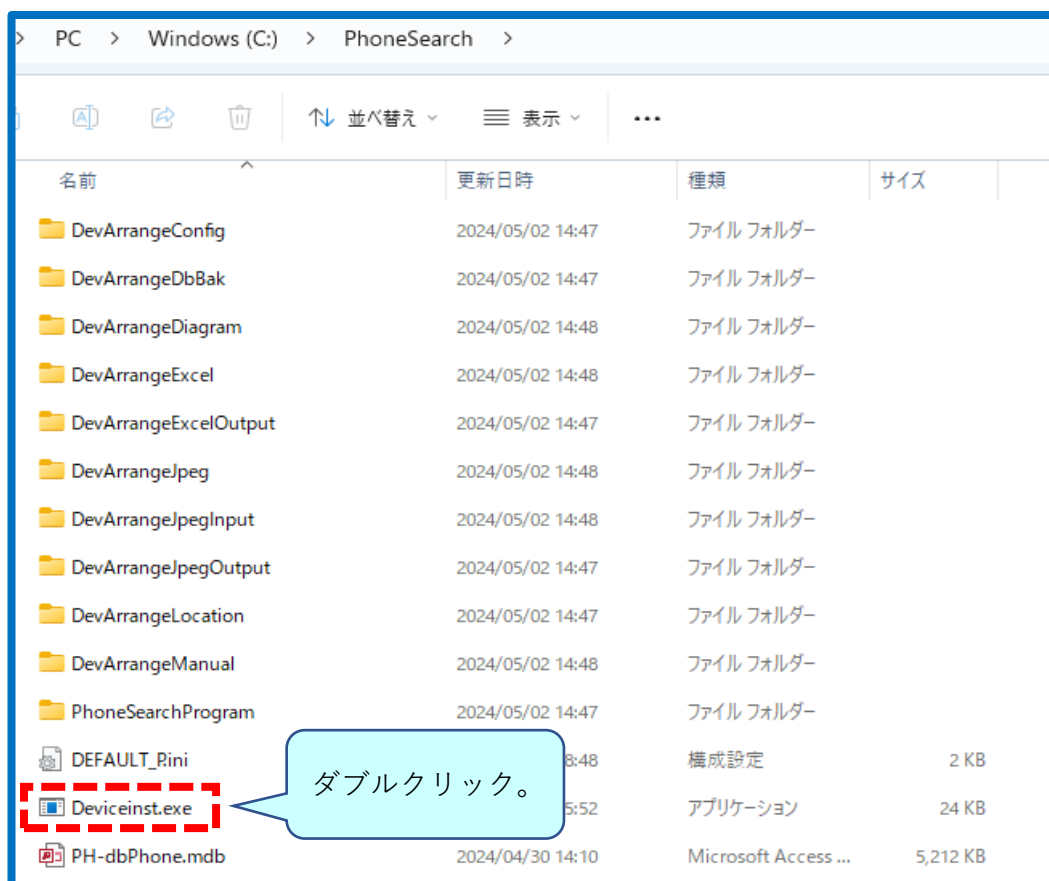 > PC > Windows (C:) > PhoneSearch >
並べ替え 表示 ...
名前 更新日時 種類 サイズ
DevArrangeConfig 2024/05/02 14:47 ファイル フォルダー
DevArrangeDbBak 2024/05/02 14:47 ファイル フォルダー
DevArrangeDiagram 2024/05/02 14:48 ファイル フォルダー
DevArrangeExcel 2024/05/02 14:48 ファイル フォルダー
DevArrangeExcelOutput 2024/05/02 14:47 ファイル フォルダー
DevArrangeJpeg 2024/05/02 14:48 ファイル フォルダー
DevArrangeJpegInput 2024/05/02 14:48 ファイル フォルダー
DevArrangeJpegOutput 2024/05/02 14:47 ファイル フォルダー
DevArrangeLocation 2024/05/02 14:47 ファイル フォルダー
DevArrangeManual 2024/05/02 14:48 ファイル フォルダー
PhoneSearchProgram 2024/05/02 14:47 ファイル フォルダー
DEFAULT_P.ini 8:48 構成設定 2 KB
ダブルクリック。
Deviceinst.exe 5:52 アプリケーション 24 KB
PH-dbPhone.mdb 2024/04/30 14:10 Microsoft Access ... 5,212 KB